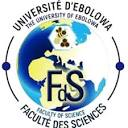 UNIVERSITÉ D'EBOLOWA
THE UNIVERSITY OF EBOLOWA
FdS
FACULTY OF SCIENCE
FACULTÉ DES SCIENCES